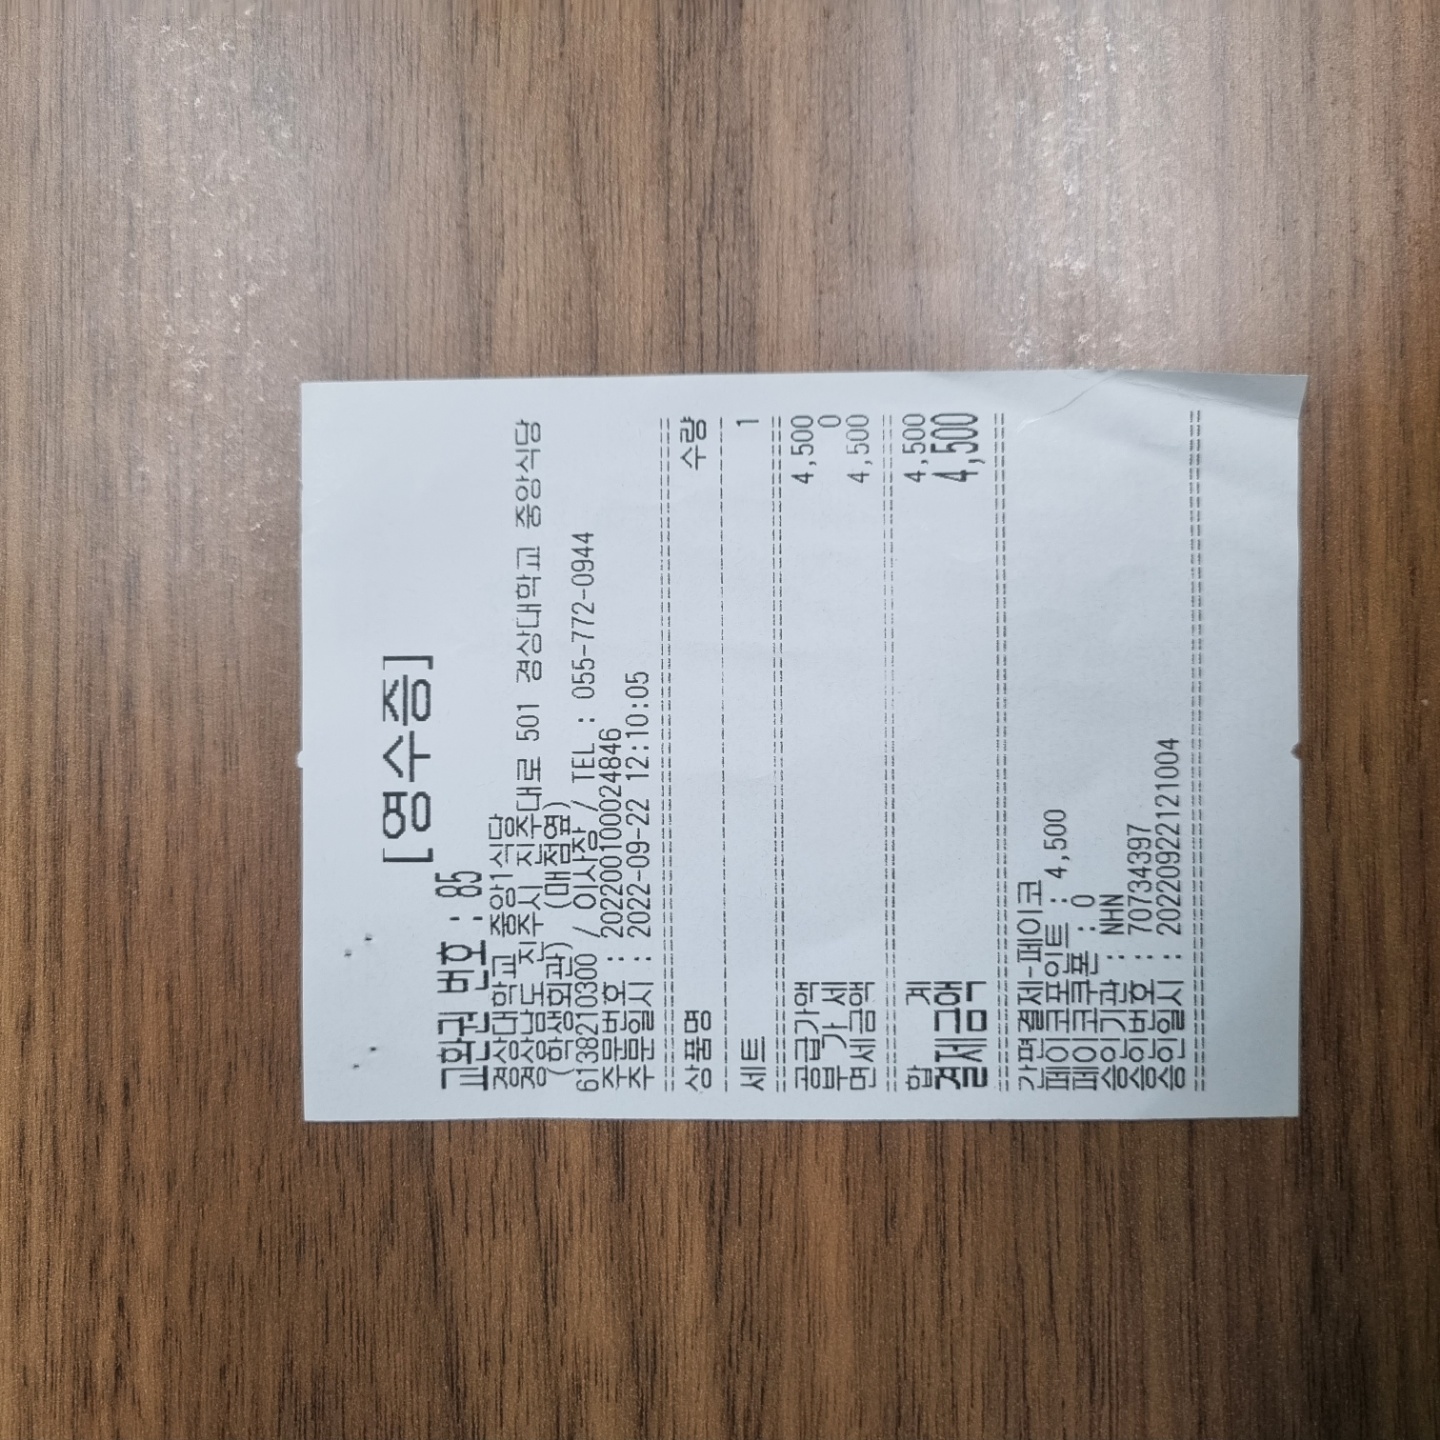 [영수증]
교환권 번호 : 85
경상대학교 중앙1식당
경상남도 진주시 진주대로 501 경상대학교 중앙식당
(학생회관) (매점옆)
6138210300 / 이사장 / TEL : 055-772-0944
주문번호 : 202200100024846
주문일시 : 2022-09-22 12:10:05
상품명 수량
세트 1
공급가액 4,500
부 가 세 0
면세금액 4,500
합 계 4,500
결제금액 4,500
간편결제-페이코
페이코포인트 : 4,500
페이코쿠폰 : 0
승인기관 : NHN
승인번호 : 70734397
승인일시 : 20220922121004